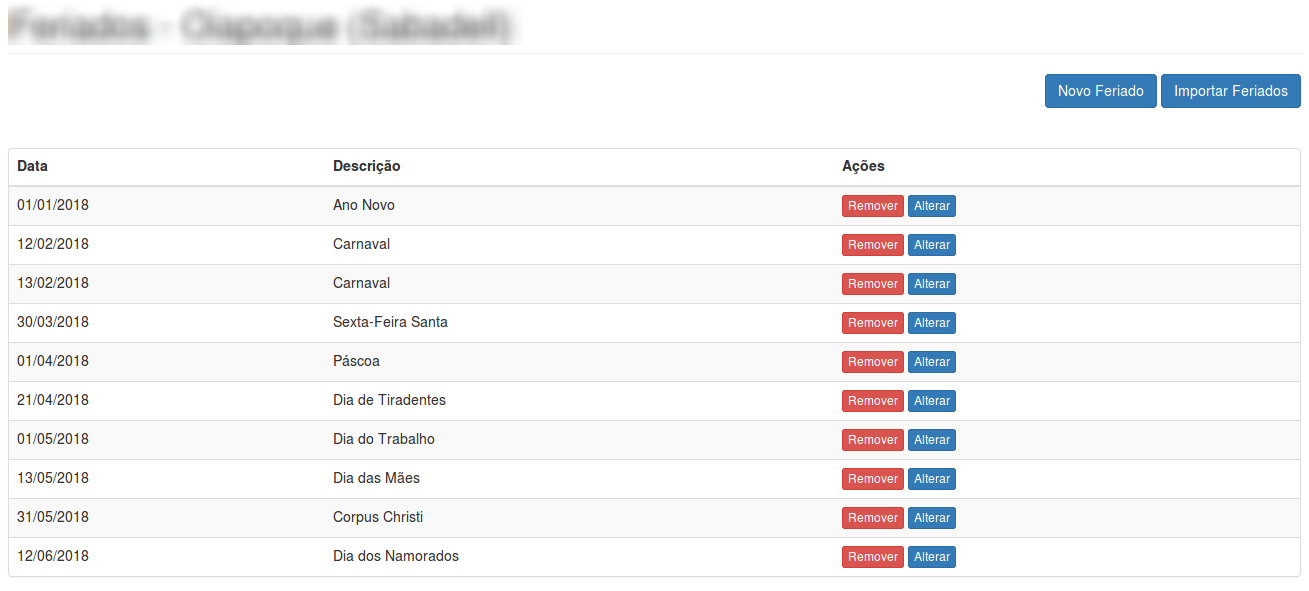 Feriados - Oiapoque (Sabadell)
Novo Feriado Importar Feriados
Data Descrição Ações
01/01/2018 Ano Novo Remover Alterar
12/02/2018 Carnaval Remover Alterar
13/02/2018 Carnaval Remover Alterar
30/03/2018 Sexta-Feira Santa Remover Alterar
01/04/2018 Páscoa Remover Alterar
21/04/2018 Dia de Tiradentes Remover Alterar
01/05/2018 Dia do Trabalho Remover Alterar
13/05/2018 Dia das Mães Remover Alterar
31/05/2018 Corpus Christi Remover Alterar
12/06/2018 Dia dos Namorados Remover Alterar